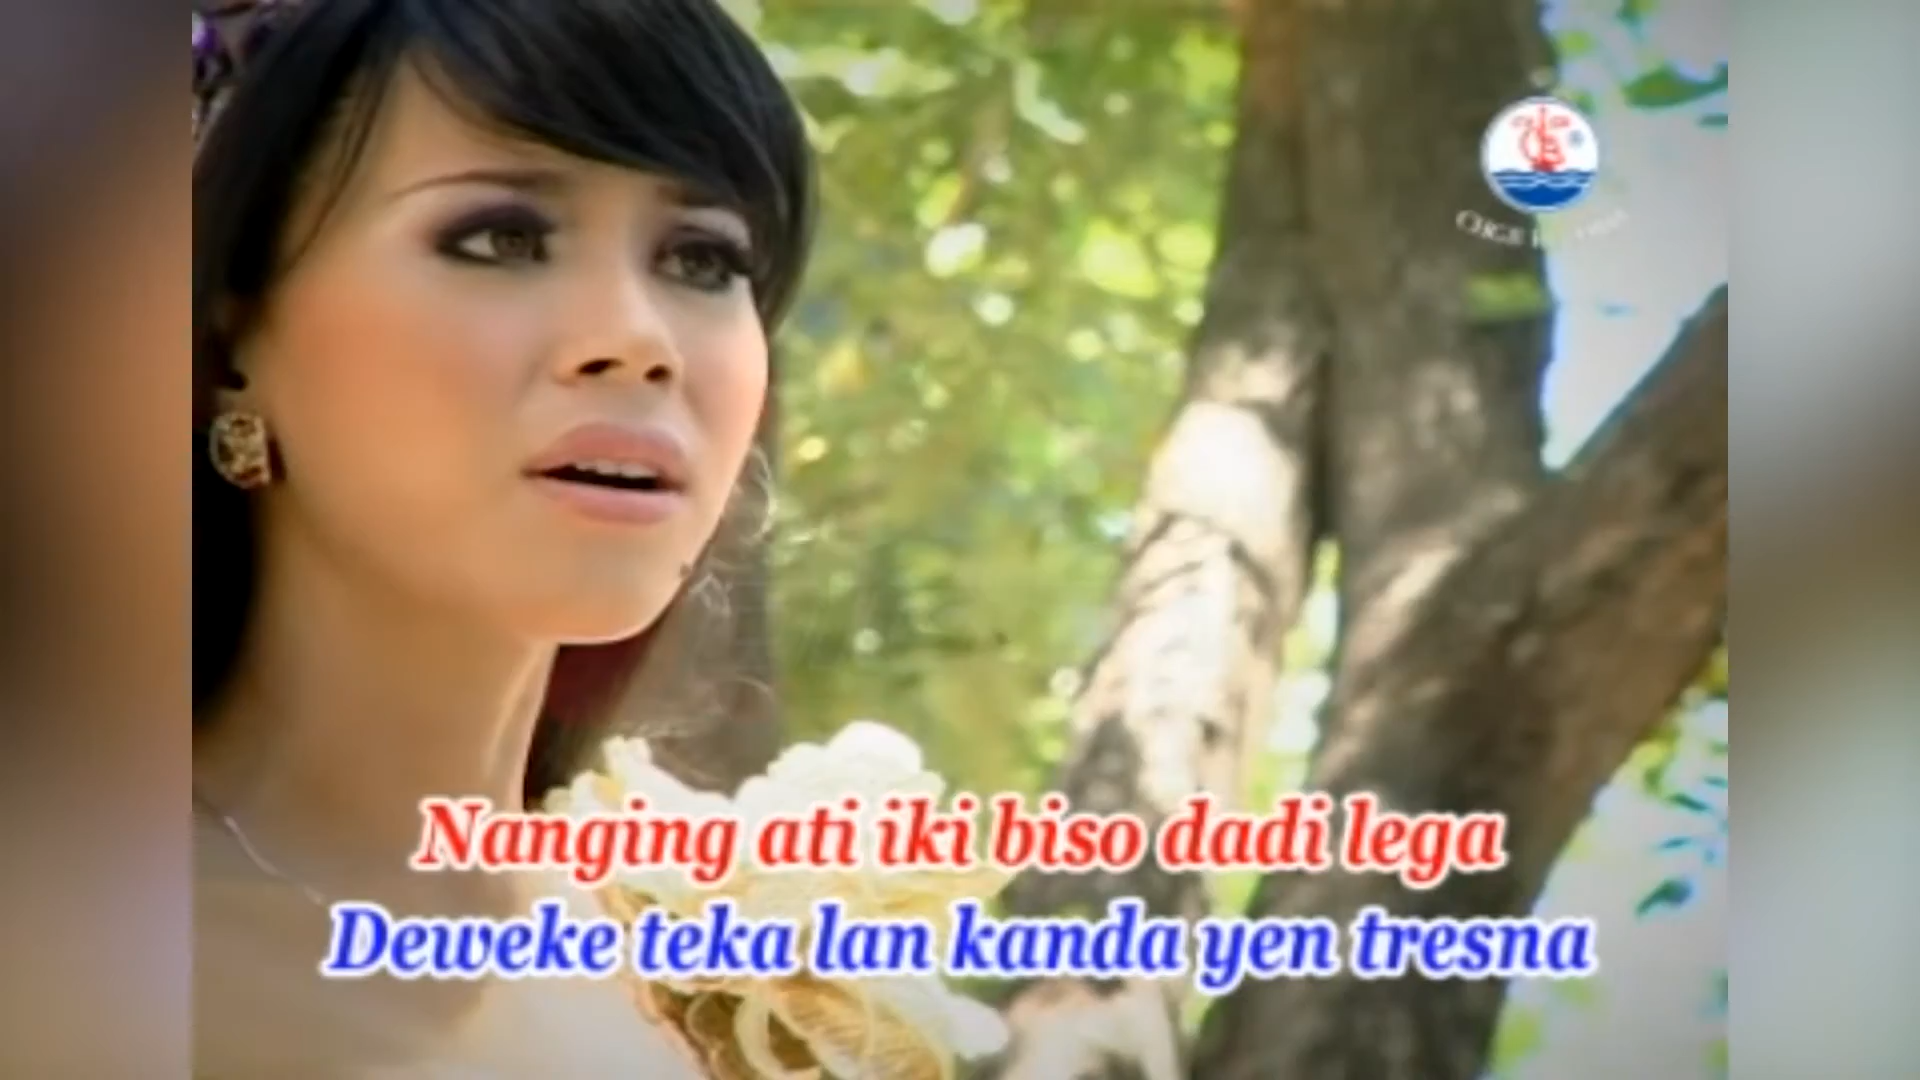 Nanging ati iki biso dadi lega
Deweke teka lan kanda yen tresna